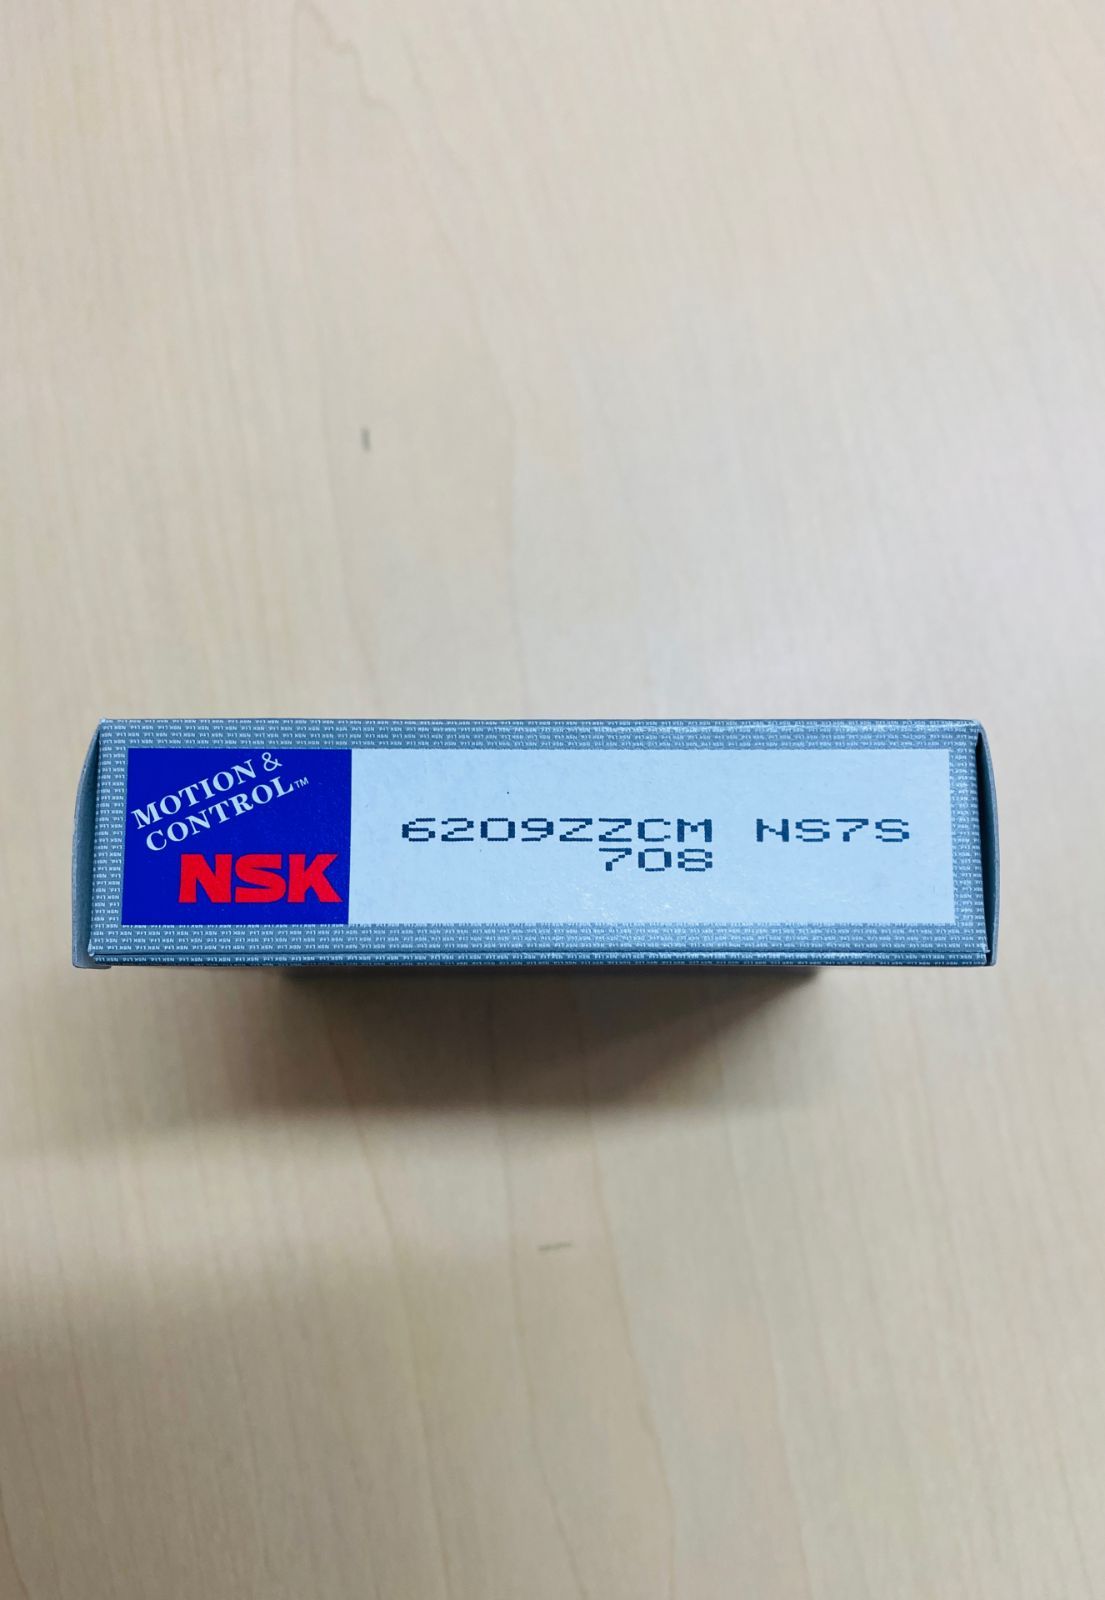 MOTION &
CONTROL™
NSK
6209ZZCM NS7S
708